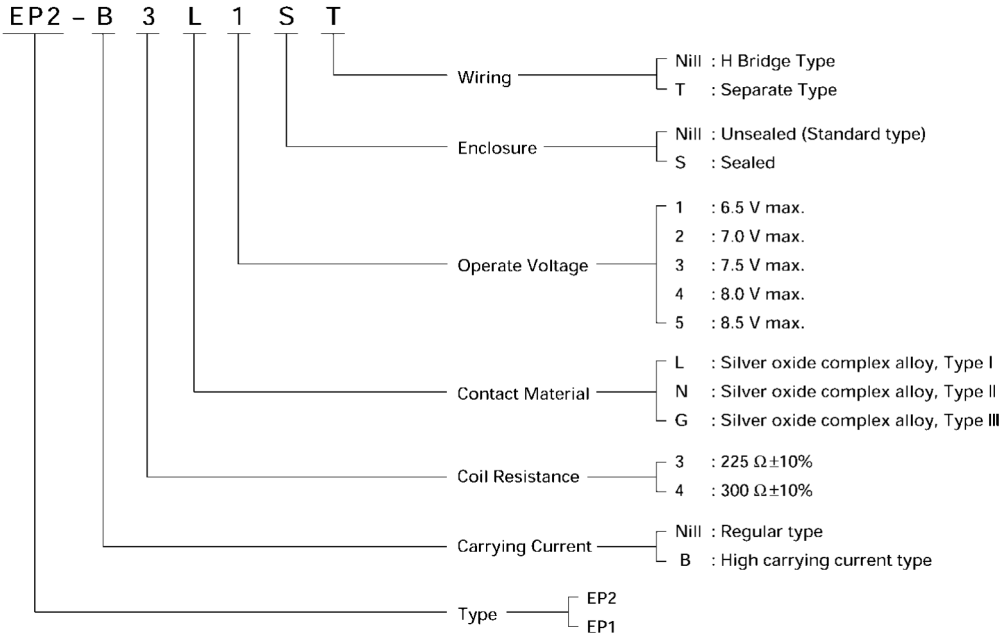 EP2 – B 3 L 1 S T
Wiring
Nill : H Bridge Type
T : Separate Type
Enclosure
Nill : Unsealed (Standard type)
S : Sealed
Operate Voltage
1 : 6.5 V max.
2 : 7.0 V max.
3 : 7.5 V max.
4 : 8.0 V max.
5 : 8.5 V max.
Contact Material
L : Silver oxide complex alloy, Type I
N : Silver oxide complex alloy, Type II
G : Silver oxide complex alloy, Type III
Coil Resistance
3 : 225 Ω±10%
4 : 300 Ω±10%
Carrying Current
Nill : Regular type
B : High carrying current type
Type
EP2
EP1